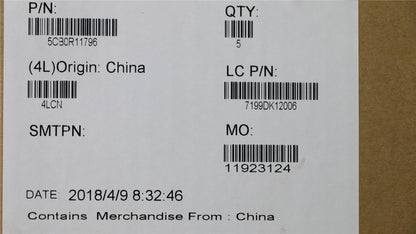 P/N:
QTY:
5CB0R11796
5
(4L)Origin: China
LC P/N:
4LCN
7199DK12006
SMTPN:
MO:
11923124
DATE: 2018/4/9 8:32:46
Contains Merchandise From : China